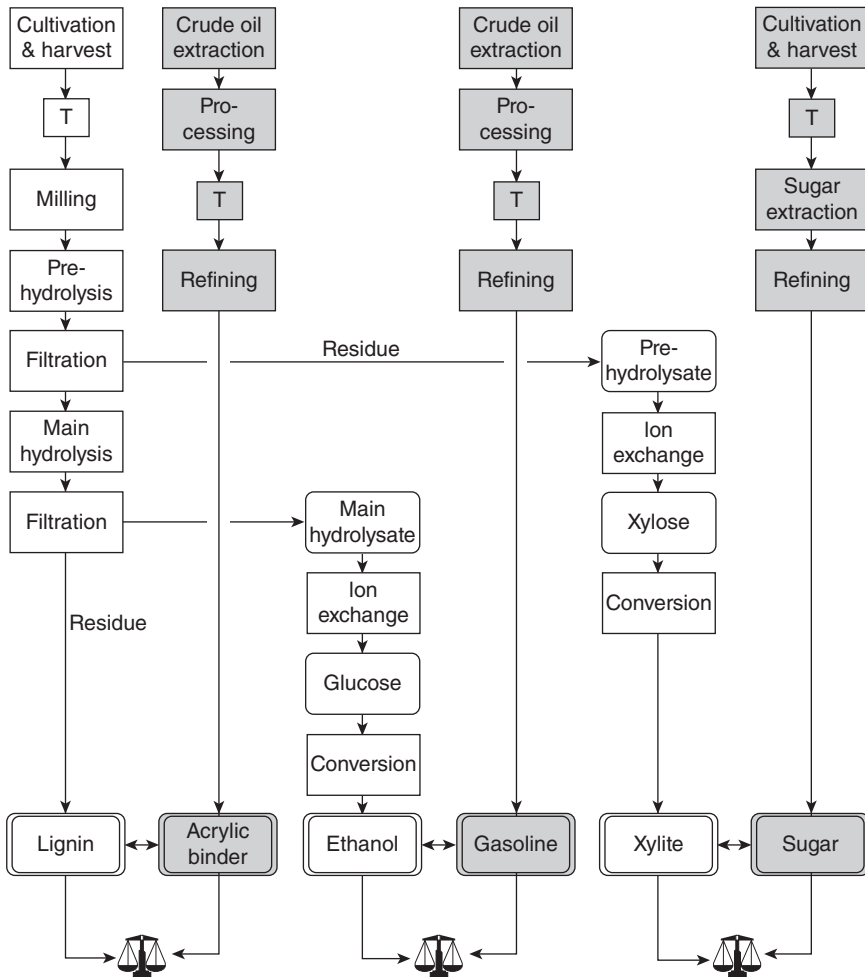 Cultivation
& harvest
Crude oil
extraction
Crude oil
extraction
Cultivation
& harvest
T
Pro-
cessing
Pro-
cessing
T
Milling
T
T
Sugar
extraction
Pre-
hydrolysis
Refining
Refining
Refining
Filtration
Residue
Pre-
hydrolysate
Main
hydrolysis
Ion
exchange
Filtration
Main
hydrolysate
Xylose
Ion
exchange
Conversion
Residue
Glucose
Conversion
Lignin
Acrylic
binder
Ethanol
Gasoline
Xylite
Sugar